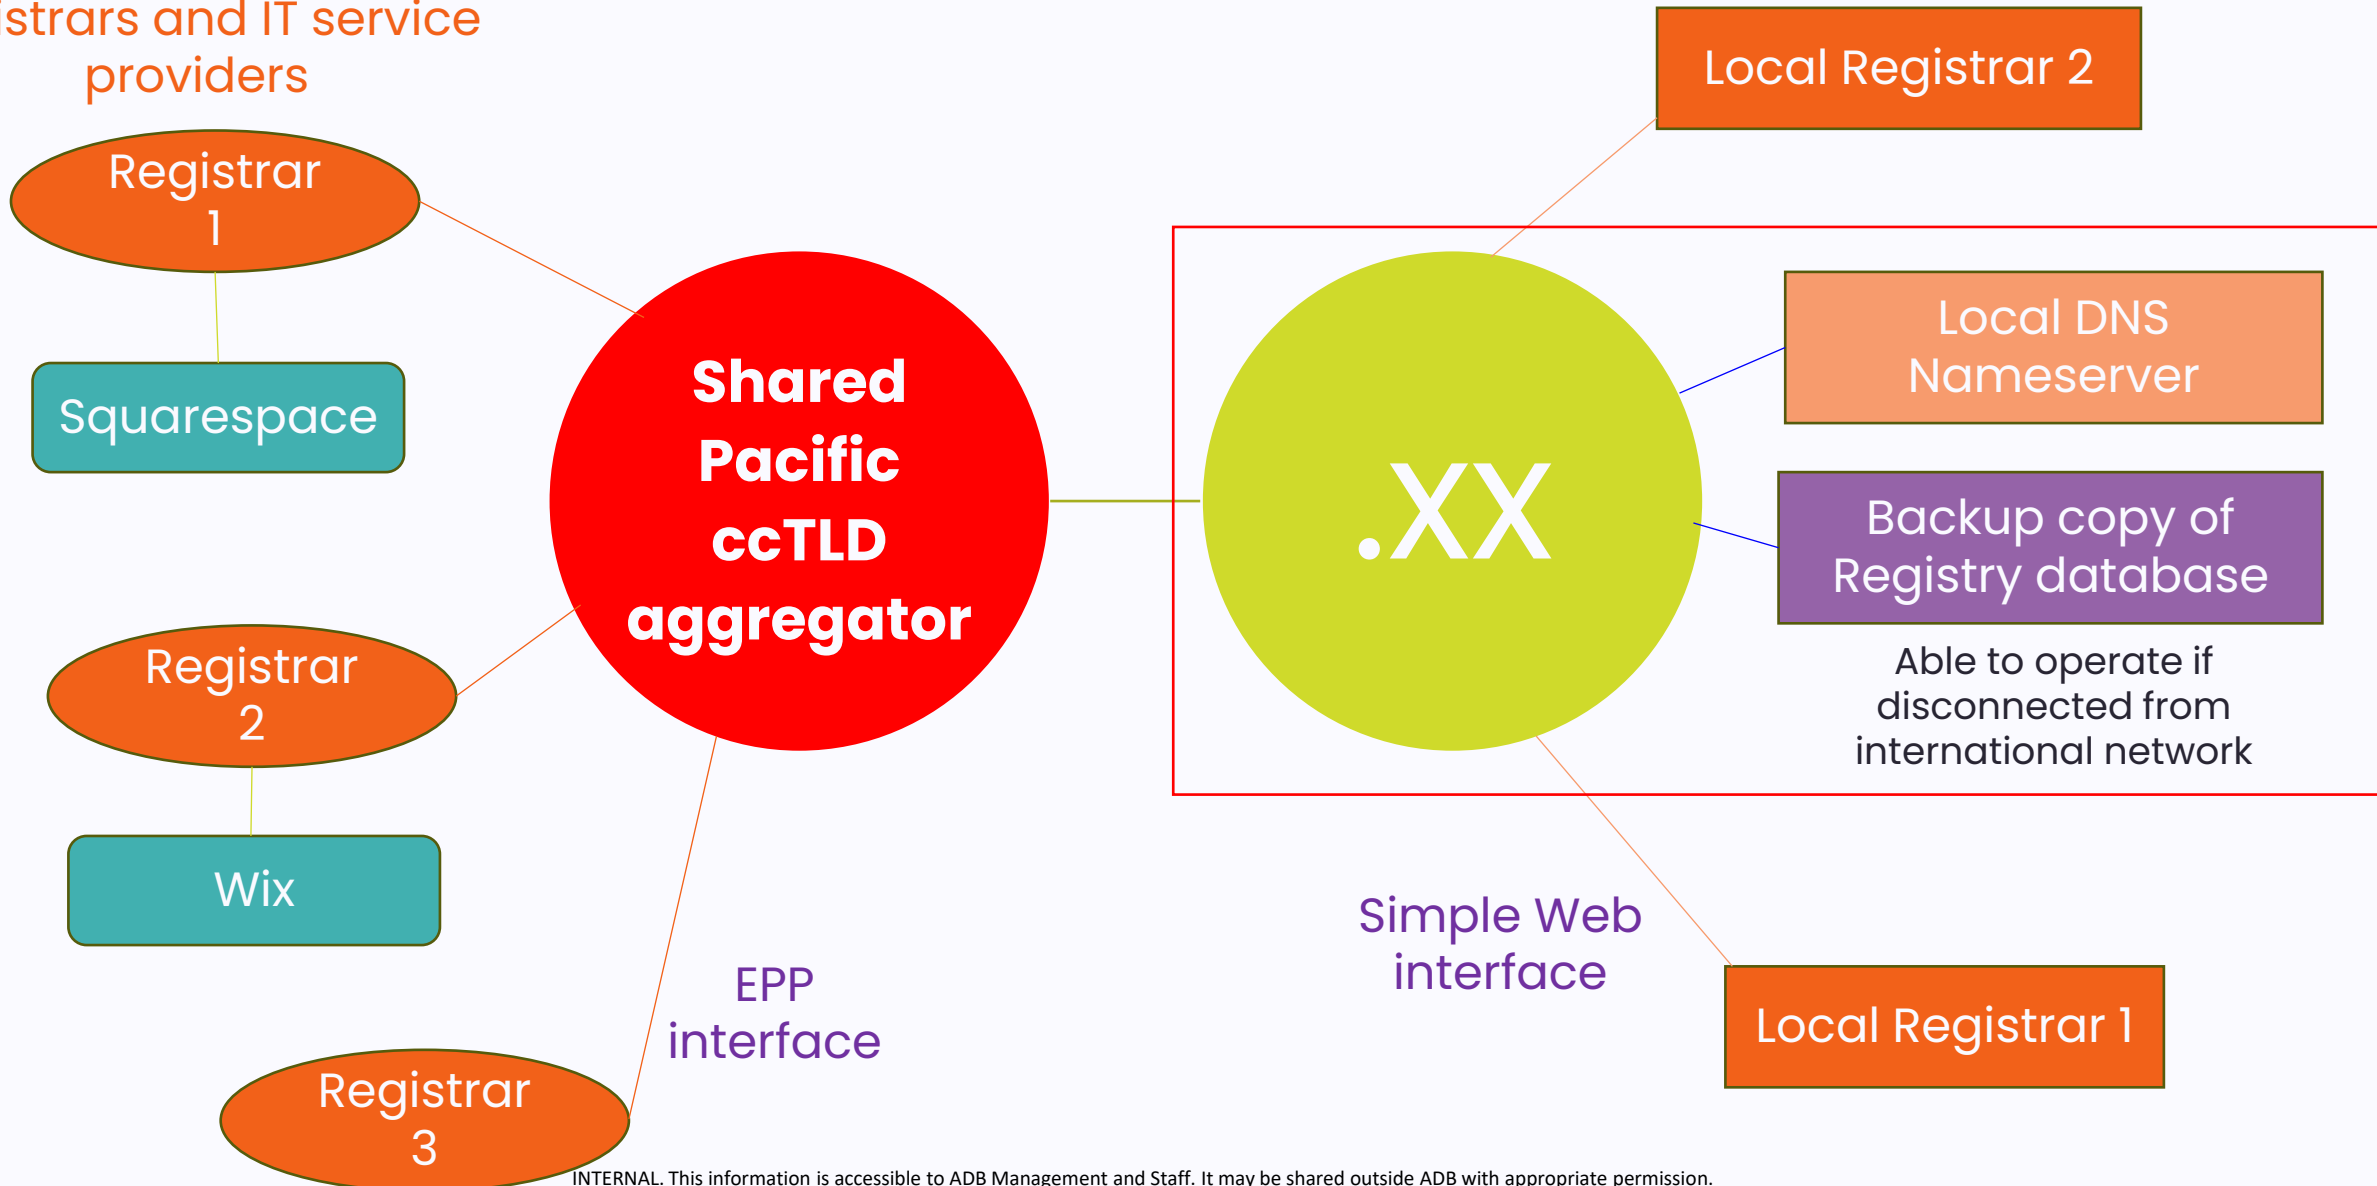 istrars and IT service
providers
Registrar
1
Squarespace
Registrar
2
Wix
Registrar
3
Shared
Pacific
ccTLD
aggregator
EPP
interface
.XX
Local Registrar 2
Local DNS
Nameserver
Backup copy of
Registry database
Able to operate if
disconnected from
international network
Simple Web
interface
Local Registrar 1
INTERNAL. This information is accessible to ADB Management and Staff. It may be shared outside ADB with appropriate permission.